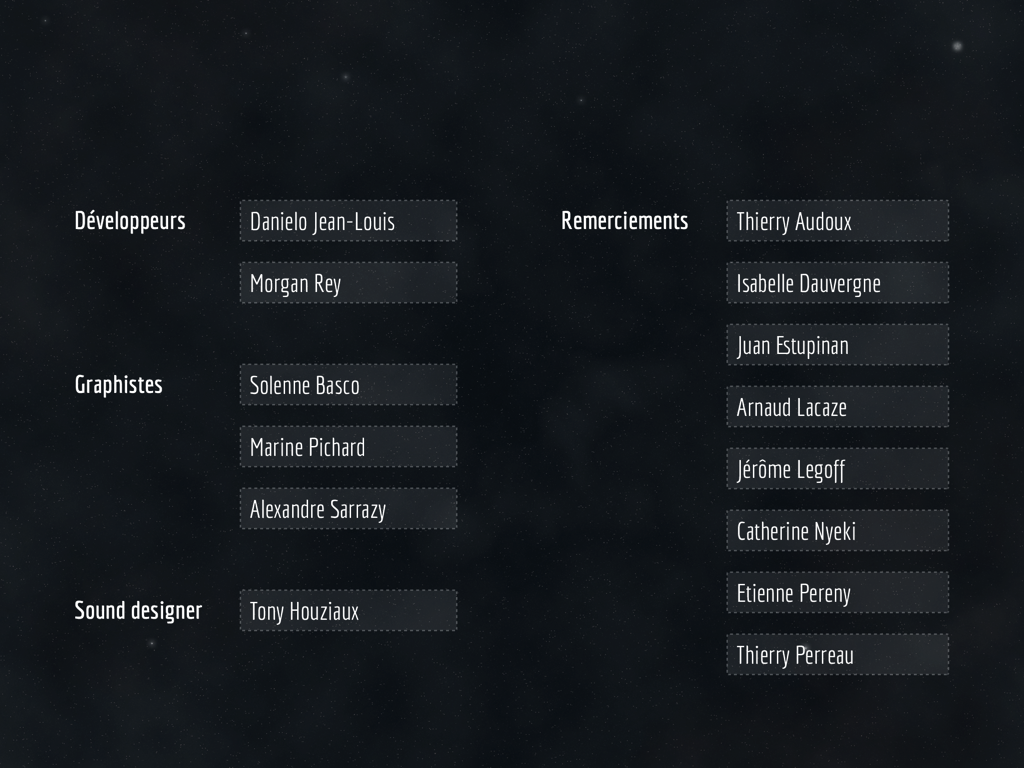 Développeurs
Danielo Jean-Louis
Morgan Rey
Graphistes
Solenne Basco
Marine Pichard
Alexandre Sarrazy
Sound designer
Tony Houziaux
Remerciements
Thierry Audoux
Isabelle Dauvergne
Juan Estupinan
Arnaud Lacaze
Jérôme Legoff
Catherine Nyeki
Etienne Pereny
Thierry Perreau